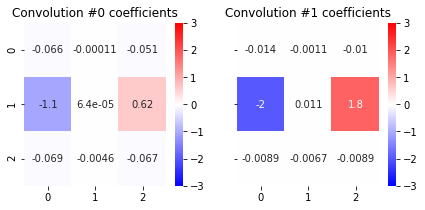 Convolution #0 coefficients Convolution #1 coefficients
3 3
0 -0.066 -0.00011 -0.051 2 -0.014 -0.0011 -0.01 2
1 1
1 -1.1 6.4e-05 0.62 0 -2 0.011 1.8 0
−1 −1
2 -0.069 -0.0046 -0.067 −2 -0.0089 -0.0067 -0.0089 −2
−3 −3
0 1 2 0 1 2